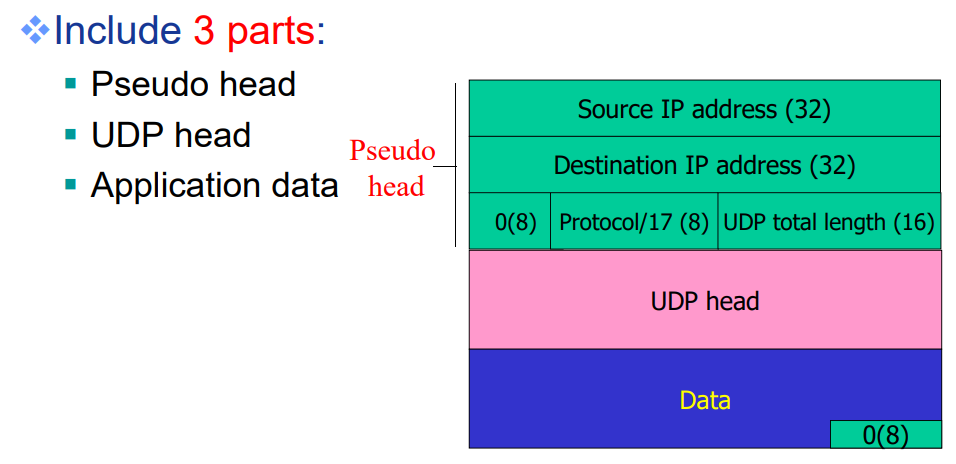 Include 3 parts:
Pseudo head
UDP head
Application data
Pseudo
head
Source IP address (32)
Destination IP address (32)
0(8) Protocol/17 (8) UDP total length (16)
UDP head
Data
0(8)